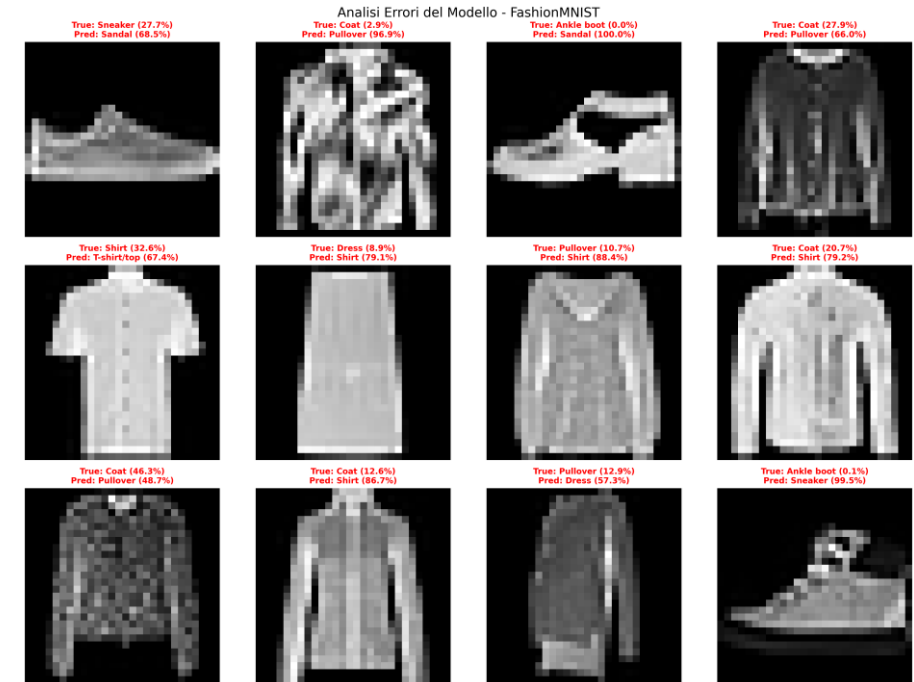 Analisi Errori del Modello - FashionMNIST
True: Sneaker (27.7%)
Pred: Sandal (68.5%)
True: Coat (2.9%)
Pred: Pullover (96.9%)
True: Ankle boot (0.0%)
Pred: Sandal (100.0%)
True: Coat (27.9%)
Pred: Pullover (66.0%)
True: Shirt (32.6%)
Pred: T-shirt/top (67.4%)
True: Dress (8.9%)
Pred: Shirt (79.1%)
True: Pullover (10.7%)
Pred: Shirt (88.4%)
True: Coat (20.7%)
Pred: Shirt (79.2%)
True: Coat (46.3%)
Pred: Pullover (48.7%)
True: Coat (12.6%)
Pred: Shirt (86.7%)
True: Pullover (12.9%)
Pred: Dress (57.3%)
True: Ankle boot (0.1%)
Pred: Sneaker (99.5%)